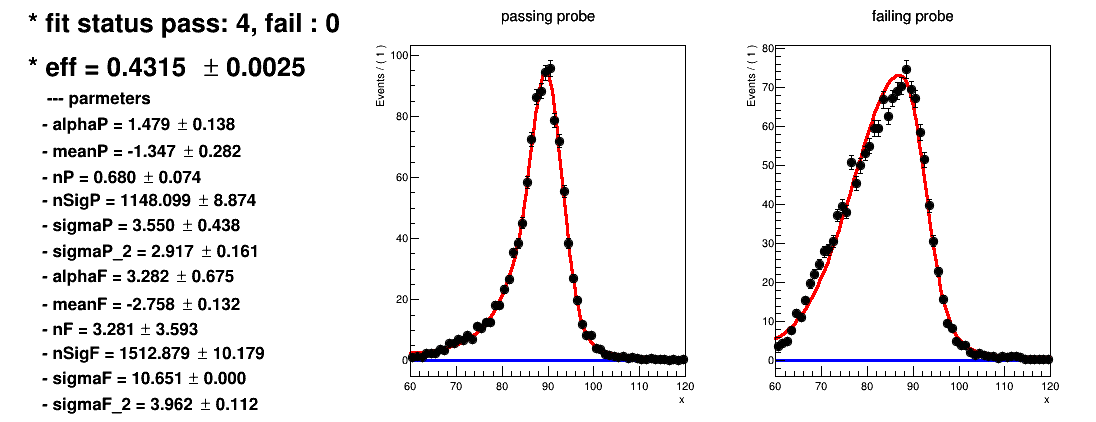 * fit status pass: 4, fail : 0
* eff = 0.4315 ± 0.0025
--- parmeters
- alphaP = 1.479 ± 0.138
- meanP = -1.347 ± 0.282
- nP = 0.680 ± 0.074
- nSigP = 1148.099 ± 8.874
- sigmaP = 3.550 ± 0.438
- sigmaP_2 = 2.917 ± 0.161
- alphaF = 3.282 ± 0.675
- meanF = -2.758 ± 0.132
- nF = 3.281 ± 3.593
- nSigF = 1512.879 ± 10.179
- sigmaF = 10.651 ± 0.000
- sigmaF_2 = 3.962 ± 0.112
passing probe
Events / ( 1 )
100
80
60
40
20
0
60 70 80 90 100 110 120
x
failing probe
Events / ( 1 )
80
70
60
50
40
30
20
10
0
60 70 80 90 100 110 120
x